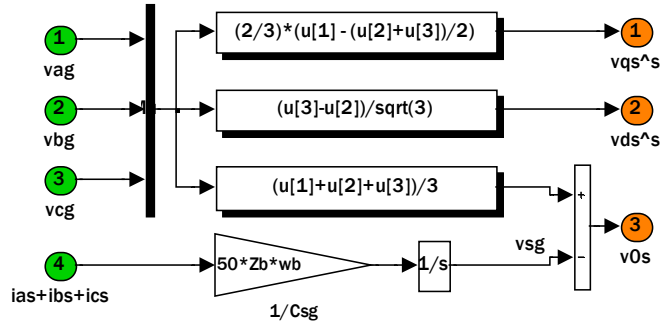 1
vag
2
vbg
3
vcg
4
ias+ibs+ics
(2/3)*(u[1] - (u[2]+u[3])/2)
(u[3]-u[2])/sqrt(3)
(u[1]+u[2]+u[3])/3
50*Zb*wb
1/Csg
1/s
vsg
+
−
1
vqs^s
2
vds^s
3
v0s